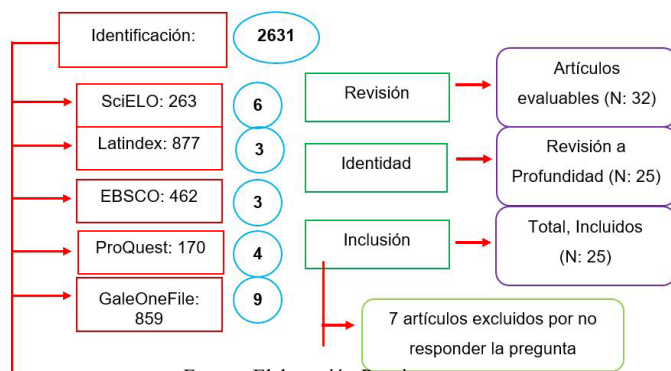 Identificación:
2631
SciELO: 263
6
Latindex: 877
3
EBSCO: 462
3
ProQuest: 170
4
GaleOneFile:
859
9
Revisión
Artículos
evaluables (N: 32)
Identidad
Revisión a
Profundidad (N: 25)
Inclusión
Total, Incluidos
(N: 25)
7 artículos excluidos por no
responder la pregunta